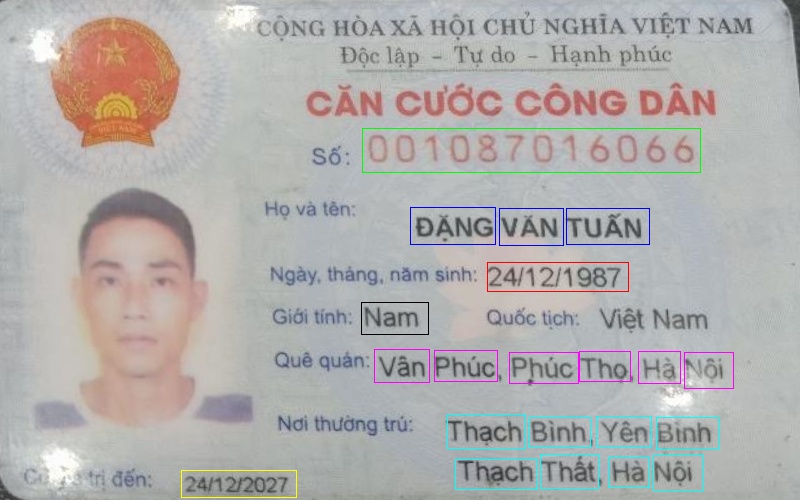 CỘNG HÒA XÃ HỘI CHỦ NGHĨA VIỆT NAM
Độc lập - Tự do - Hạnh phúc
CĂN CƯỚC CÔNG DÂN
Số: 001087016066
Họ và tên: ĐẶNG VĂN TUẤN
Ngày, tháng, năm sinh: 24/12/1987
Giới tính: Nam Quốc tịch: Việt Nam
Quê quán: Vân Phúc, Phúc Thọ, Hà Nội
Nơi thường trú: Thạch Bình, Yên Bình
Thạch Thất, Hà Nội
trị đến: 24/12/2027
VIỆT NAM